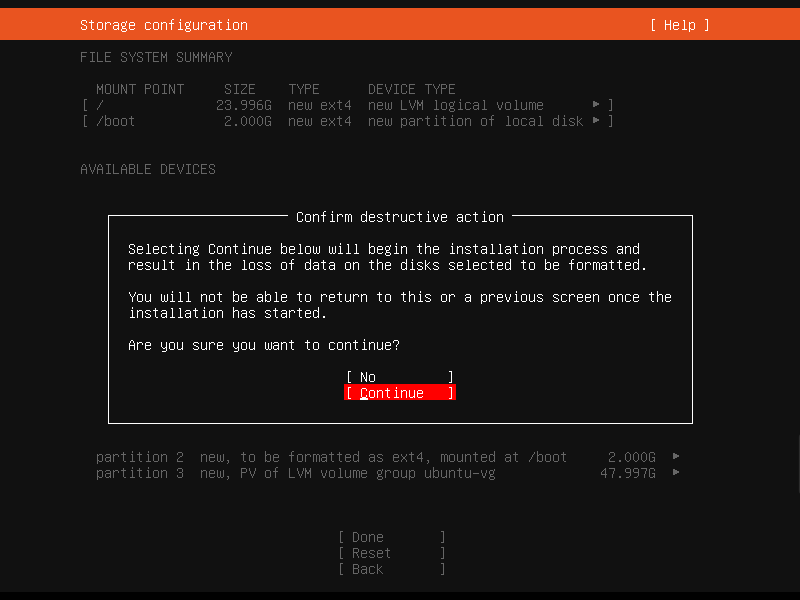 Storage configuration [ Help ]
FILE SYSTEM SUMMARY
MOUNT POINT SIZE TYPE DEVICE TYPE
[ / 23.996G new ext4 new LVM logical volume ▸ ]
[ /boot 2.000G new ext4 new partition of local disk ▸ ]
AVAILABLE DEVICES
Confirm destructive action
Selecting Continue below will begin the installation process and
result in the loss of data on the disks selected to be formatted.
You will not be able to return to this or a previous screen once the
installation has started.
Are you sure you want to continue?
[ No ]
[ Continue ]
partition 2 new, to be formatted as ext4, mounted at /boot 2.000G ▸
partition 3 new, PV of LVM volume group ubuntu-vg 47.997G ▸
[ Done ]
[ Reset ]
[ Back ]